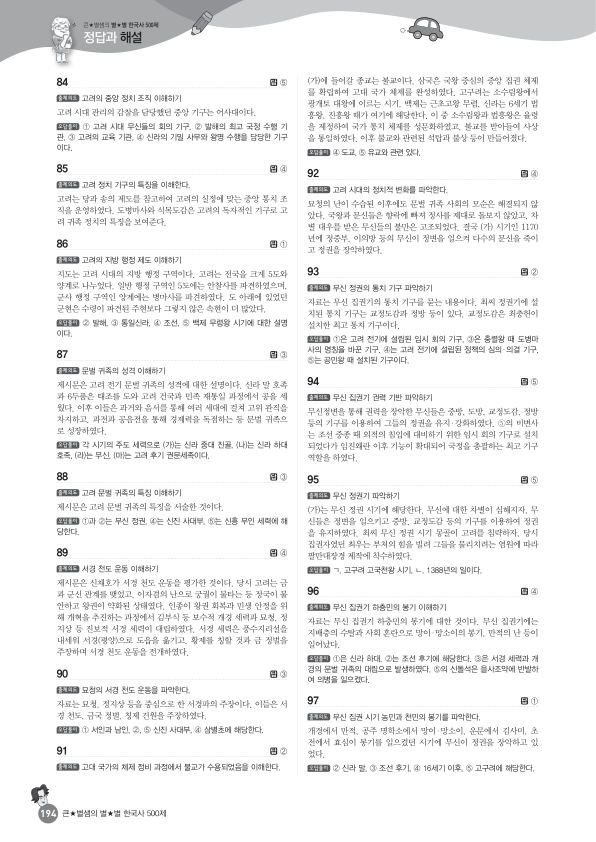 큰★별쌤의 별★별 한국사 500제
정답과 해설
84 답 ⑤
출제의도 고려의 중앙 정치 조직 이해하기
고려 시대 관리의 감찰을 담당했던 중앙 기구는 어사대이다.
오답풀이 ① 고려 시대 무신들의 회의 기구, ② 발해의 최고 국정 수행 기
관, ③ 고려의 교육 기관, ④ 신라의 기밀 사무와 왕명 수행을 담당한 기구
이다.
85 답 ④
출제의도 고려 정치 기구의 특징을 이해한다.
고려는 당과 송의 제도를 참고하여 고려의 실정에 맞는 중앙 통치 조
직을 운영하였다. 도병마사와 식목도감은 고려의 독자적인 기구로 고
려 귀족 정치의 특징을 보여준다.
86 답 ①
출제의도 고려의 지방 행정 제도 이해하기
지도는 고려 시대의 지방 행정 구역이다. 고려는 전국을 크게 5도와
양계로 나누었다. 일반 행정 구역인 5도에는 안찰사를 파견하였으며,
군사 행정 구역인 양계에는 병마사를 파견하였다. 도 아래에 있었던
군현은 수령이 파견된 주현보다 그렇지 않은 속현이 더 많았다.
오답풀이 ② 발해, ③ 통일신라, ④ 조선, ⑤ 백제 무령왕 시기에 대한 설명
이다.
87 답 ③
출제의도 문벌 귀족의 성격 이해하기
제시문은 고려 전기 문벌 귀족의 성격에 대한 설명이다. 신라 말 호족
과 6두품은 태조를 도와 고려 건국과 민족 재통일 과정에서 공을 세
웠다. 이후 이들은 과거와 음서를 통해 여러 세대에 걸쳐 고위 관직을
차지하고, 과전과 공음전을 통해 경제력을 독점하는 등 문벌 귀족으
로 성장하였다.
오답풀이 각 시기의 주도 세력으로 (가)는 신라 중대 진골, (나)는 신라 하대
호족, (라)는 무신, (마)는 고려 후기 권문세족이다.
88 답 ③
출제의도 고려 문벌 귀족의 특징 이해하기
제시문은 고려 문벌 귀족의 특징을 서술한 것이다.
오답풀이 ①과 ②는 무신 정권, ④는 신진 사대부, ⑤는 신흥 무인 세력에 해
당한다.
89 답 ④
출제의도 서경 천도 운동 이해하기
제시문은 신채호가 서경 천도 운동을 평가한 것이다. 당시 고려는 금
과 군신 관계를 맺었고, 이자겸의 난으로 궁궐이 불타는 등 정국이 불
안하고 왕권이 약화된 상태였다. 인종이 왕권 회복과 민생 안정을 위
해 개혁을 추진하는 과정에서 김부식 등 보수적 개경 세력과 묘청, 정
지상 등 진보적 서경 세력이 대립하였다. 서경 세력은 풍수지리설을
내세워 서경(평양)으로 도읍을 옮기고, 황제를 칭할 것과 금 정벌을
주장하며 서경 천도 운동을 전개하였다.
90 답 ③
출제의도 묘청의 서경 천도 운동을 파악한다.
자료는 묘청, 정지상 등을 중심으로 한 서경파의 주장이다. 이들은 서
경 천도, 금국 정벌, 칭제 건원을 주장하였다.
오답풀이 ① 서인과 남인, ②, ⑤ 신진 사대부, ④ 삼별초에 해당한다.
91 답 ②
출제의도 고대 국가의 체제 정비 과정에서 불교가 수용되었음을 이해한다.
(가)에 들어갈 종교는 불교이다. 삼국은 국왕 중심의 중앙 집권 체제
를 확립하여 고대 국가 체제를 완성하였다. 고구려는 소수림왕에서
광개토 대왕에 이르는 시기, 백제는 근초고왕 무렵, 신라는 6세기 법
흥왕, 진흥왕 때가 여기에 해당한다. 이 중 소수림왕과 법흥왕은 율령
을 제정하여 국가 통치 체제를 성문화하였고, 불교를 받아들여 사상
을 통일하였다. 이후 불교와 관련된 석탑과 불상 등이 만들어졌다.
오답풀이 ④ 도교, ⑤ 유교와 관련 있다.
92 답 ④
출제의도 고려 시대의 정치적 변화를 파악한다.
묘청의 난이 수습된 이후에도 문벌 귀족 사회의 모순은 해결되지 않
았다. 국왕과 문신들은 향락에 빠져 정사를 제대로 돌보지 않았고, 차
별 대우를 받은 무신들의 불만은 고조되었다. 결국 (가) 시기인 1170
년에 정중부, 이의방 등의 무신이 정변을 일으켜 다수의 문신을 죽이
고 정권을 장악하였다.
93 답 ②
출제의도 무신 정권의 통치 기구 파악하기
자료는 무신 집권기의 통치 기구를 묻는 내용이다. 최씨 정권기에 설
치된 통치 기구는 교정도감과 정방 등이 있다. 교정도감은 최충헌이
설치한 최고 통치 기구이다.
오답풀이 ①은 고려 전기에 설립된 임시 회의 기구, ③은 충렬왕 때 도병마
사의 명칭을 바꾼 기구, ④는 고려 전기에 설립된 정책의 심의·의결 기구,
⑤는 공민왕 때 설치된 기구이다.
94 답 ⑤
출제의도 무신 집권기 권력 기반 파악하기
무신정변을 통해 권력을 장악한 무신들은 중방, 도방, 교정도감, 정방
등의 기구를 이용하여 그들의 정권을 유지·강화하였다. ⑤의 비변사
는 조선 중종 때 외적의 침입에 대비하기 위한 임시 회의 기구로 설치
되었다가 임진왜란 이후 기능이 확대되어 국정을 총괄하는 최고 기구
역할을 하였다.
95 답 ⑤
출제의도 무신 정권기 파악하기
(가)는 무신 정권 시기에 해당한다. 무신에 대한 차별이 심해지자, 무
신들은 정변을 일으키고 중방, 교정도감 등의 기구를 이용하여 정권
을 유지하였다. 최씨 무신 정권 시기 몽골이 고려를 침략하자, 당시
집권자였던 최우는 부처의 힘을 빌려 그들을 물리치려는 염원에 따라
팔만대장경 제작에 착수하였다.
오답풀이 ㄱ. 고구려 고국천왕 시기, ㄴ. 1388년의 일이다.
96 답 ④
출제의도 무신 집권기 하층민의 봉기 이해하기
자료는 무신 집권기 하층민의 봉기에 대한 것이다. 무신 집권기에는
지배층의 수탈과 사회 혼란으로 망이·망소이의 봉기, 만적의 난 등이
일어났다.
오답풀이 ①은 신라 하대, ②는 조선 후기에 해당한다. ③은 서경 세력과 개
경의 문벌 귀족의 대립으로 발생하였다. ⑤의 신돌석은 을사조약에 반발하
여 의병을 일으켰다.
97 답 ①
출제의도 무신 집권 시기 농민과 천민의 봉기를 파악한다.
개경에서 만적, 공주 명학소에서 망이·망소이, 운문에서 김사미, 초
전에서 효심이 봉기를 일으켰던 시기에 무신이 정권을 장악하고 있
었다.
오답풀이 ② 신라 말, ③ 조선 후기, ④ 16세기 이후, ⑤ 고구려에 해당한다.
194 큰★별쌤의 별★별 한국사 500제